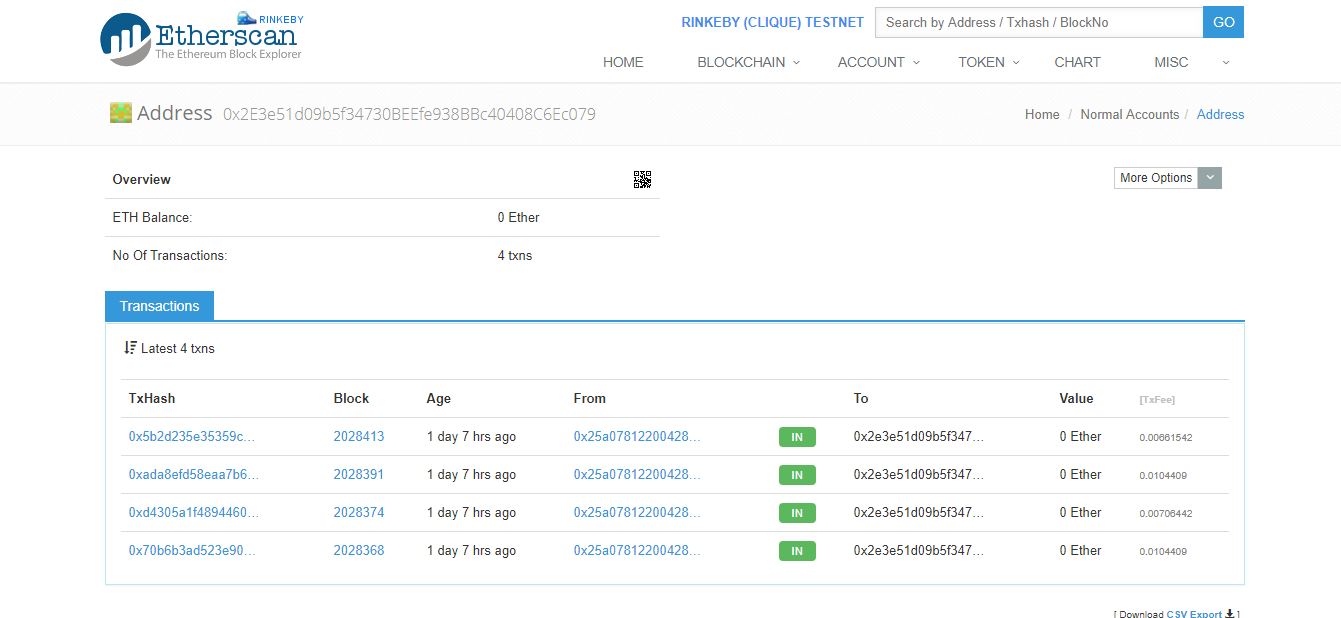 RINKEBY
Etherscan
The Ethereum Block Explorer
RINKEBY (CLIQUE) TESTNET Search by Address / Txhash / BlockNo GO
HOME BLOCKCHAIN ACCOUNT TOKEN CHART MISC
Address 0x2E3e51d09b5f34730BEEfe938BBc40408C6Ec079 Home / Normal Accounts / Address
Overview More Options
ETH Balance: 0 Ether
No Of Transactions: 4 txns
Transactions
Latest 4 txns
TxHash Block Age From To Value [TxFee]
0x5b2d235e35359c... 2028413 1 day 7 hrs ago 0x25a07812200428... IN 0x2e3e51d09b5f347... 0 Ether 0.00661542
0xada8efd58eaa7b6... 2028391 1 day 7 hrs ago 0x25a07812200428... IN 0x2e3e51d09b5f347... 0 Ether 0.0104409
0xd4305a1f4894460... 2028374 1 day 7 hrs ago 0x25a07812200428... IN 0x2e3e51d09b5f347... 0 Ether 0.00706442
0x70b6b3ad523e90... 2028368 1 day 7 hrs ago 0x25a07812200428... IN 0x2e3e51d09b5f347... 0 Ether 0.0104409
[ Download CSV Export ]